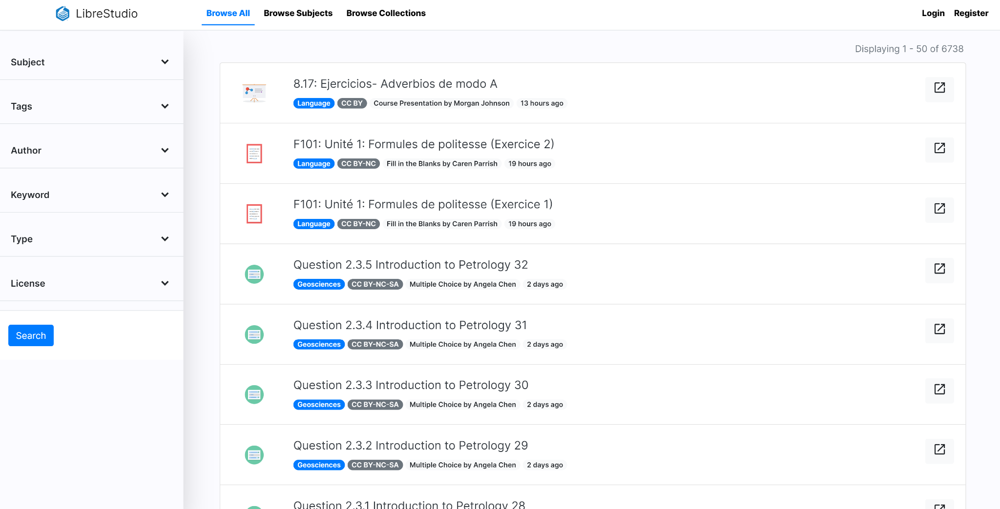 LibreStudio
Browse All Browse Subjects Browse Collections
Login Register
Subject
Tags
Author
Keyword
Type
License
Search
Displaying 1 - 50 of 6738
8.17: Ejercicios- Adverbios de modo A
Language CC BY Course Presentation by Morgan Johnson 13 hours ago
F101: Unité 1: Formules de politesse (Exercice 2)
Language CC BY-NC Fill in the Blanks by Caren Parrish 19 hours ago
F101: Unité 1: Formules de politesse (Exercice 1)
Language CC BY-NC Fill in the Blanks by Caren Parrish 19 hours ago
Question 2.3.5 Introduction to Petrology 32
Geosciences CC BY-NC-SA Multiple Choice by Angela Chen 2 days ago
Question 2.3.4 Introduction to Petrology 31
Geosciences CC BY-NC-SA Multiple Choice by Angela Chen 2 days ago
Question 2.3.3 Introduction to Petrology 30
Geosciences CC BY-NC-SA Multiple Choice by Angela Chen 2 days ago
Question 2.3.2 Introduction to Petrology 29
Geosciences CC BY-NC-SA Multiple Choice by Angela Chen 2 days ago
Question 2.3.1 Introduction to Petrology 28